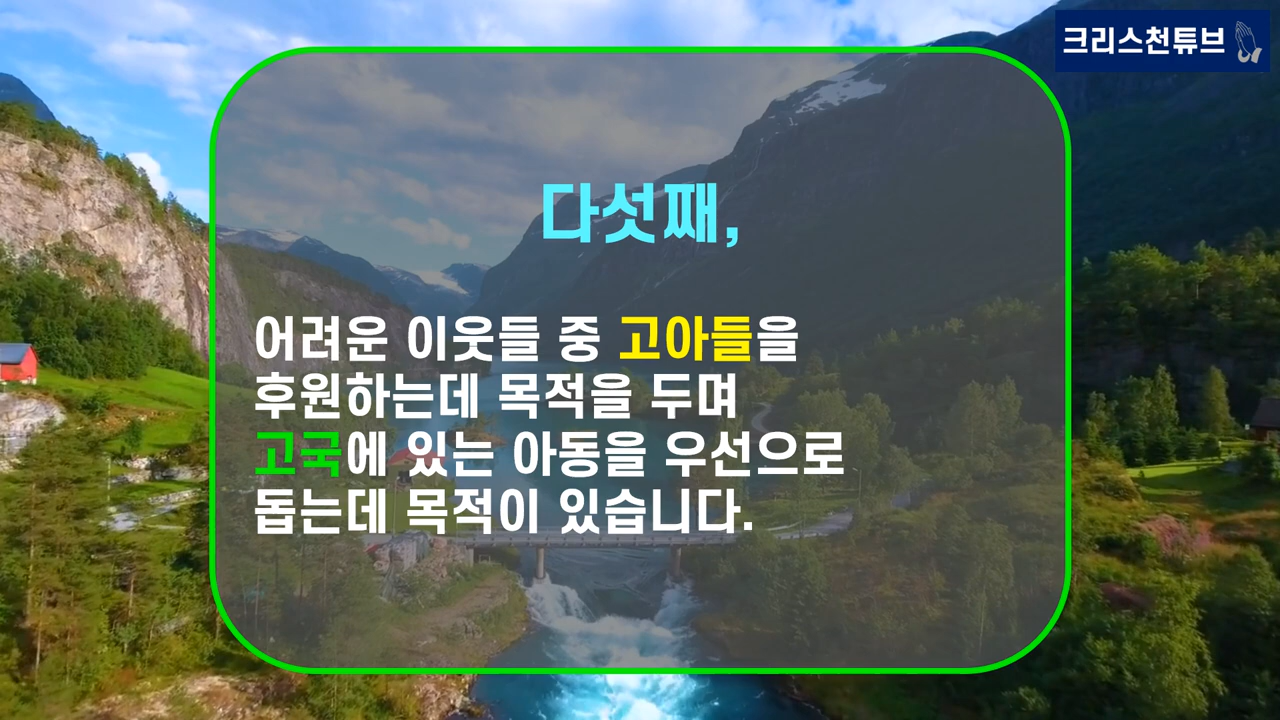 크리스천튜브
다섯째,
어려운 이웃들 중 고아들을
후원하는데 목적을 두며
고국에 있는 아동을 우선으로
돕는데 목적이 있습니다.